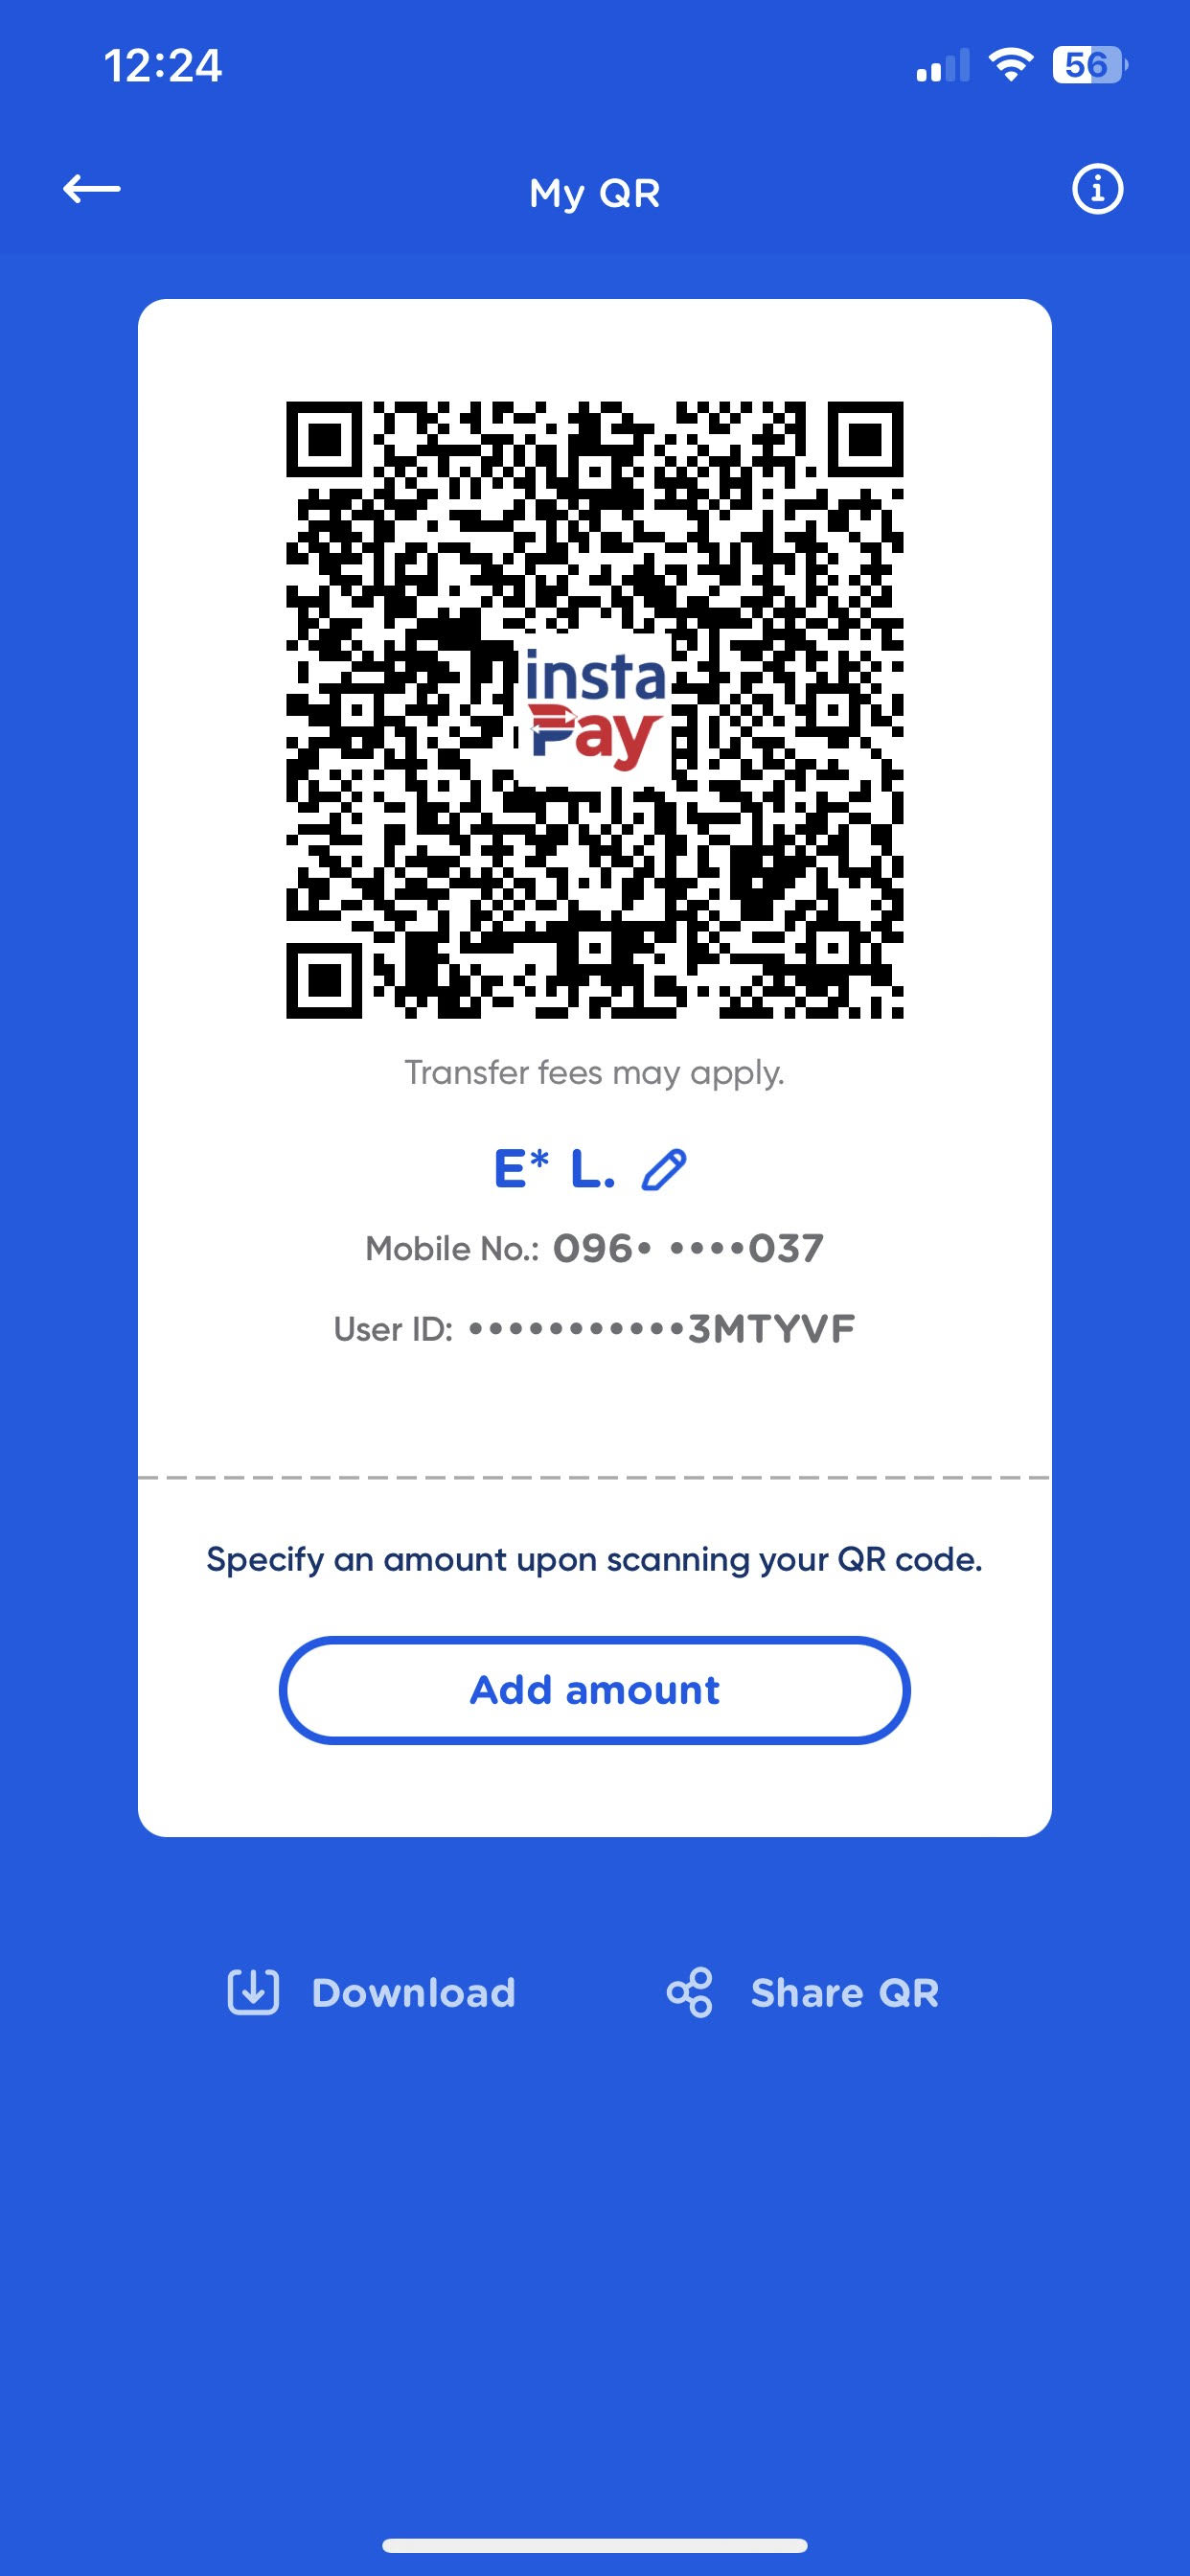 12:24
56
My QR
insta
Pay
Transfer fees may apply.
E* L.
Mobile No.: 096• ••••037
User ID: •••••••••••3MTYVF
Specify an amount upon scanning your QR code.
Add amount
Download
Share QR